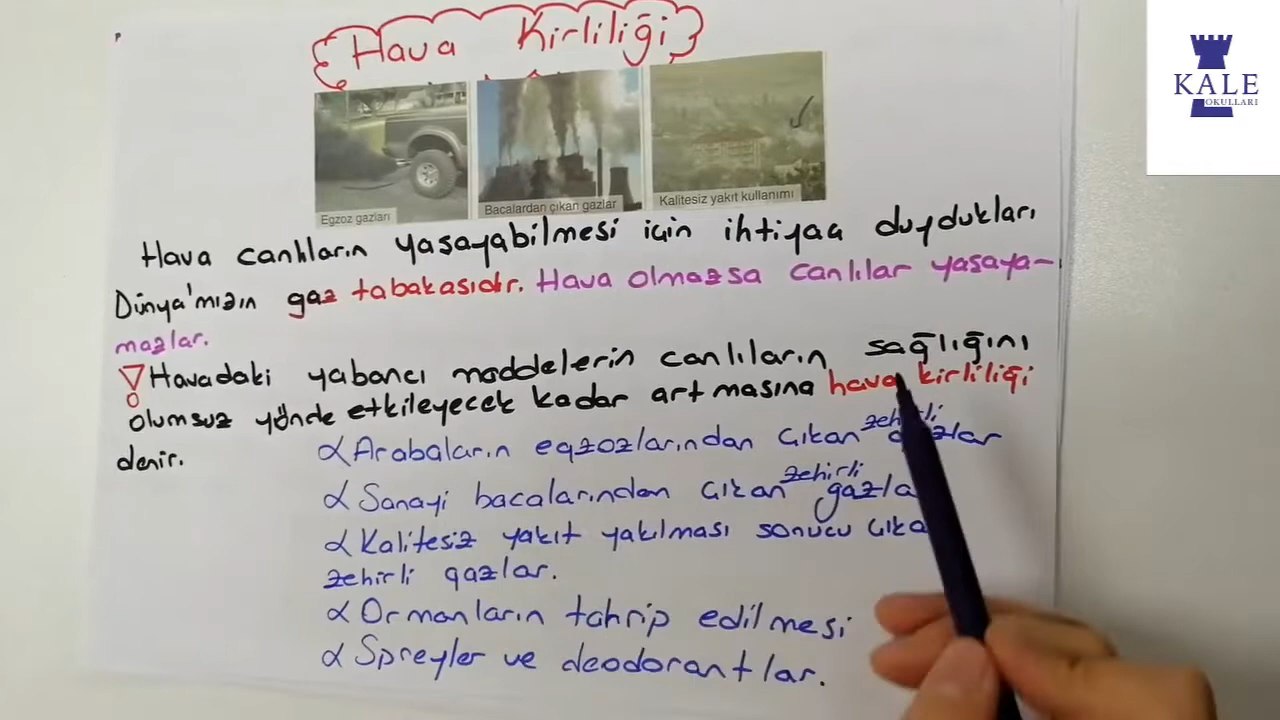 Hava Kirliliği
KALE
OKULLARI
Egzoz gazları
Bacalardan çıkan gazlar
Kalitesiz yakıt kullanımı
Hava canlıların yaşayabilmesi için ihtiyaç duydukları
Dünya'mızın gaz tabakasıdır. Hava olmazsa canlılar yaşaya-
mazlar.
Havadaki yabancı maddelerin canlıların sağlığını
olumsuz yönde etkileyecek kadar artmasına hava kirliliği
denir.
Arabaların egzozlarından çıkan zehirli gazlar
Sanayi bacalarından çıkan zehirli
Kalitesiz yakıt yakılması sonucu
zehirli gazlar.
Ormanların tahrip edilmesi
Spreyler ve deodorantlar.